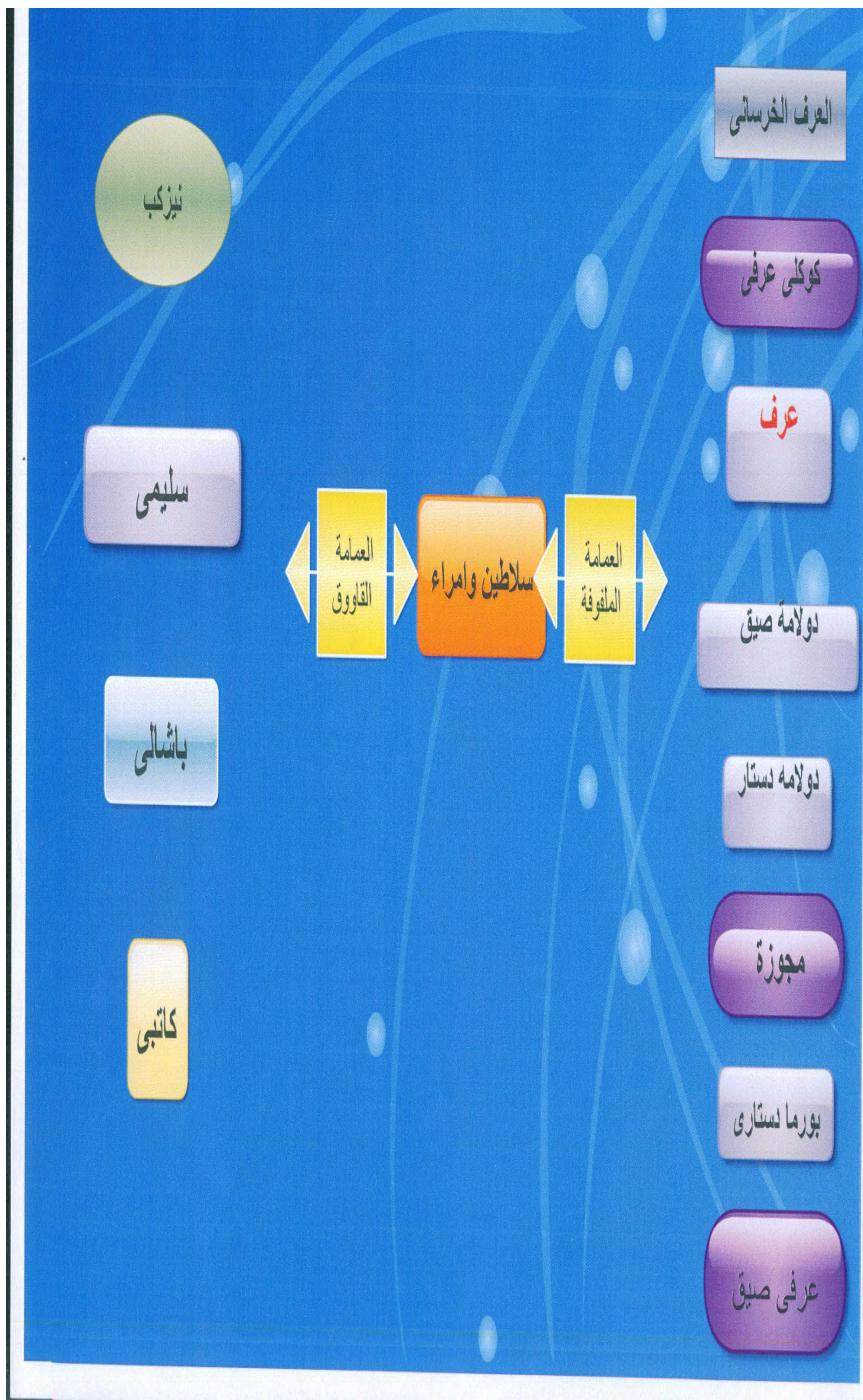 العرف الخرسانى
كوكلى عرفى
عرف
دولامة صيق
دولامه دستار
مجوزة
بورما دستارى
عرفى صيق
العمامة
الملفوفة
سلاطين وامراء
العمامة
القاووق
نيزكب
سليمى
باشالى
كاتبى